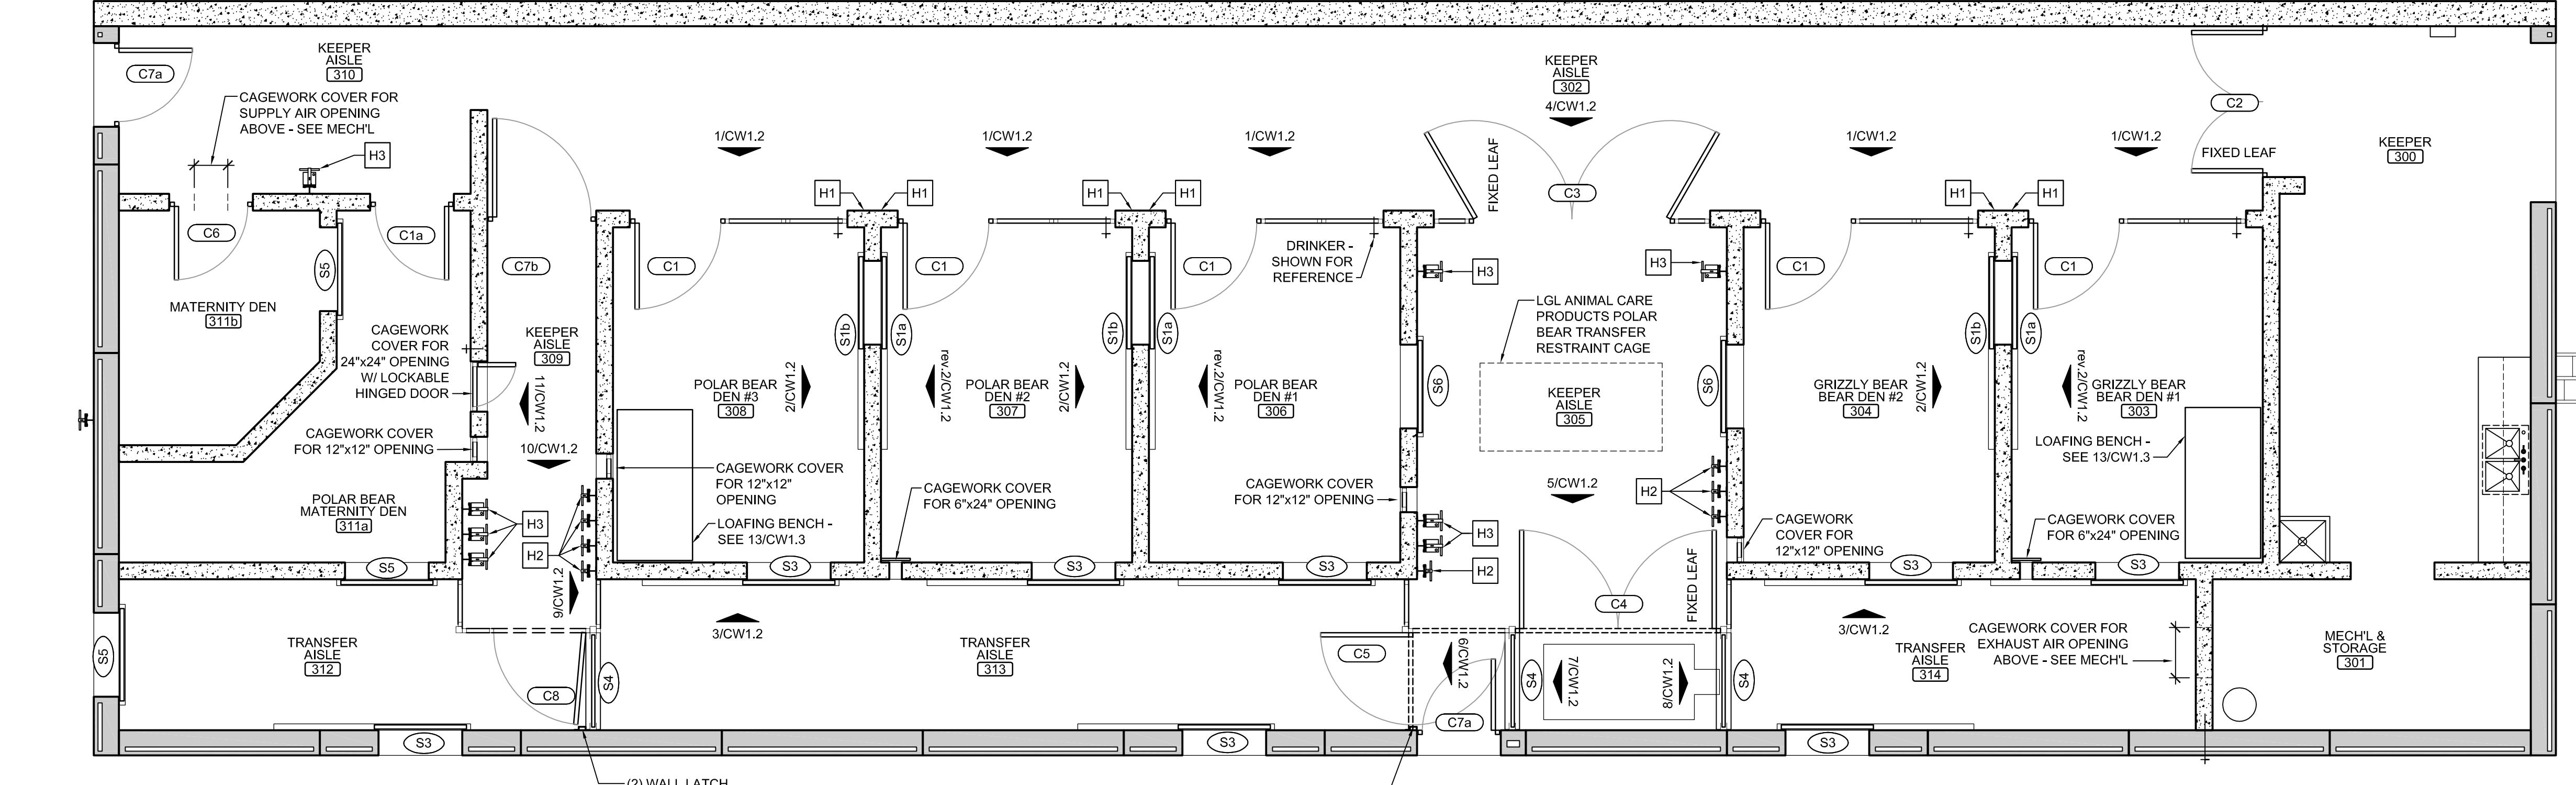 KEEPER
AISLE
310
C7a
CAGEWORK COVER FOR
SUPPLY AIR OPENING
ABOVE - SEE MECH'L
H3
KEEPER
AISLE
302
4/CW1.2
C2
FIXED LEAF
KEEPER
300
1/CW1.2
1/CW1.2
1/CW1.2
1/CW1.2
1/CW1.2
FIXED LEAF
C3
H1
H1
H1
H1
H1
H1
C6
C1a
S5
C7b
C1
C1
C1
C1
C1
DRINKER -
SHOWN FOR
REFERENCE
H3
H3
MATERNITY DEN
311b
CAGEWORK
COVER FOR
24"x24" OPENING
W/ LOCKABLE
HINGED DOOR
KEEPER
AISLE
309
11/CW1.2
S1b
S1a
S1b
S1a
S1b
S1a
LGL ANIMAL CARE
PRODUCTS POLAR
BEAR TRANSFER
RESTRAINT CAGE
POLAR BEAR
DEN #3
308
2/CW1.2
rev.2/CW1.2
POLAR BEAR
DEN #2
307
2/CW1.2
rev.2/CW1.2
POLAR BEAR
DEN #1
306
S6
KEEPER
AISLE
305
S6
GRIZZLY BEAR
BEAR DEN #2
304
2/CW1.2
rev.2/CW1.2
GRIZZLY BEAR
BEAR DEN #1
303
CAGEWORK COVER
FOR 12"x12" OPENING
10/CW1.2
LOAFING BENCH -
SEE 13/CW1.3
CAGEWORK COVER
FOR 12"x12"
OPENING
CAGEWORK COVER
FOR 6"x24" OPENING
CAGEWORK COVER
FOR 12"x12" OPENING
5/CW1.2
H2
POLAR BEAR
MATERNITY DEN
311a
H3
H2
LOAFING BENCH -
SEE 13/CW1.3
H3
H2
CAGEWORK
COVER FOR
12"x12" OPENING
CAGEWORK COVER
FOR 6"x24" OPENING
S5
S3
S3
S3
S3
S3
9/CW1.2
C4
FIXED LEAF
3/CW1.2
3/CW1.2
TRANSFER
AISLE
312
S5
C8
S4
TRANSFER
AISLE
313
C5
6/CW1.2
C7a
S4
7/CW1.2
8/CW1.2
S4
TRANSFER
AISLE
314
CAGEWORK COVER FOR
EXHAUST AIR OPENING
ABOVE - SEE MECH'L
MECH'L &
STORAGE
301
S3
S3
S3
(2) WALL LATCH